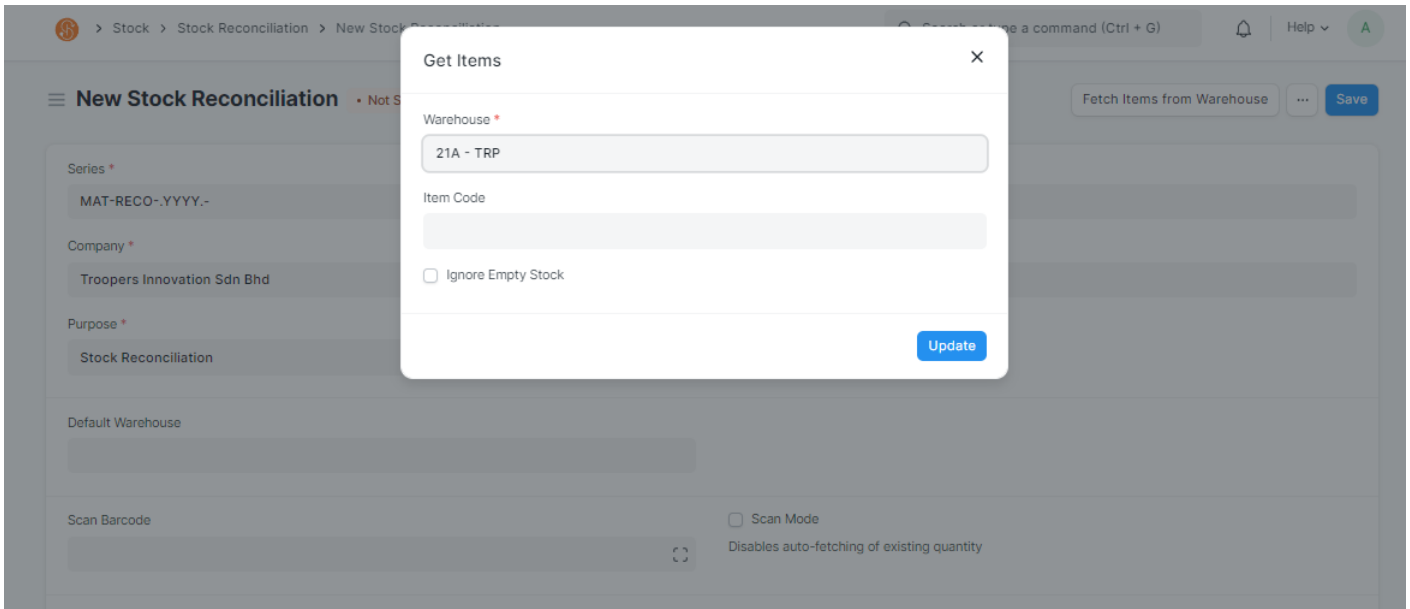 Stock > Stock Reconciliation > New Stock Reconciliation
Search or type a command (Ctrl + G)
Help
A
New Stock Reconciliation
• Not S
Fetch Items from Warehouse
...
Save
Get Items
Warehouse *
21A - TRP
Item Code
Ignore Empty Stock
Update
Series *
MAT-RECO-.YYYY.-
Company *
Troopers Innovation Sdn Bhd
Purpose *
Stock Reconciliation
Default Warehouse
Scan Barcode
Scan Mode
Disables auto-fetching of existing quantity